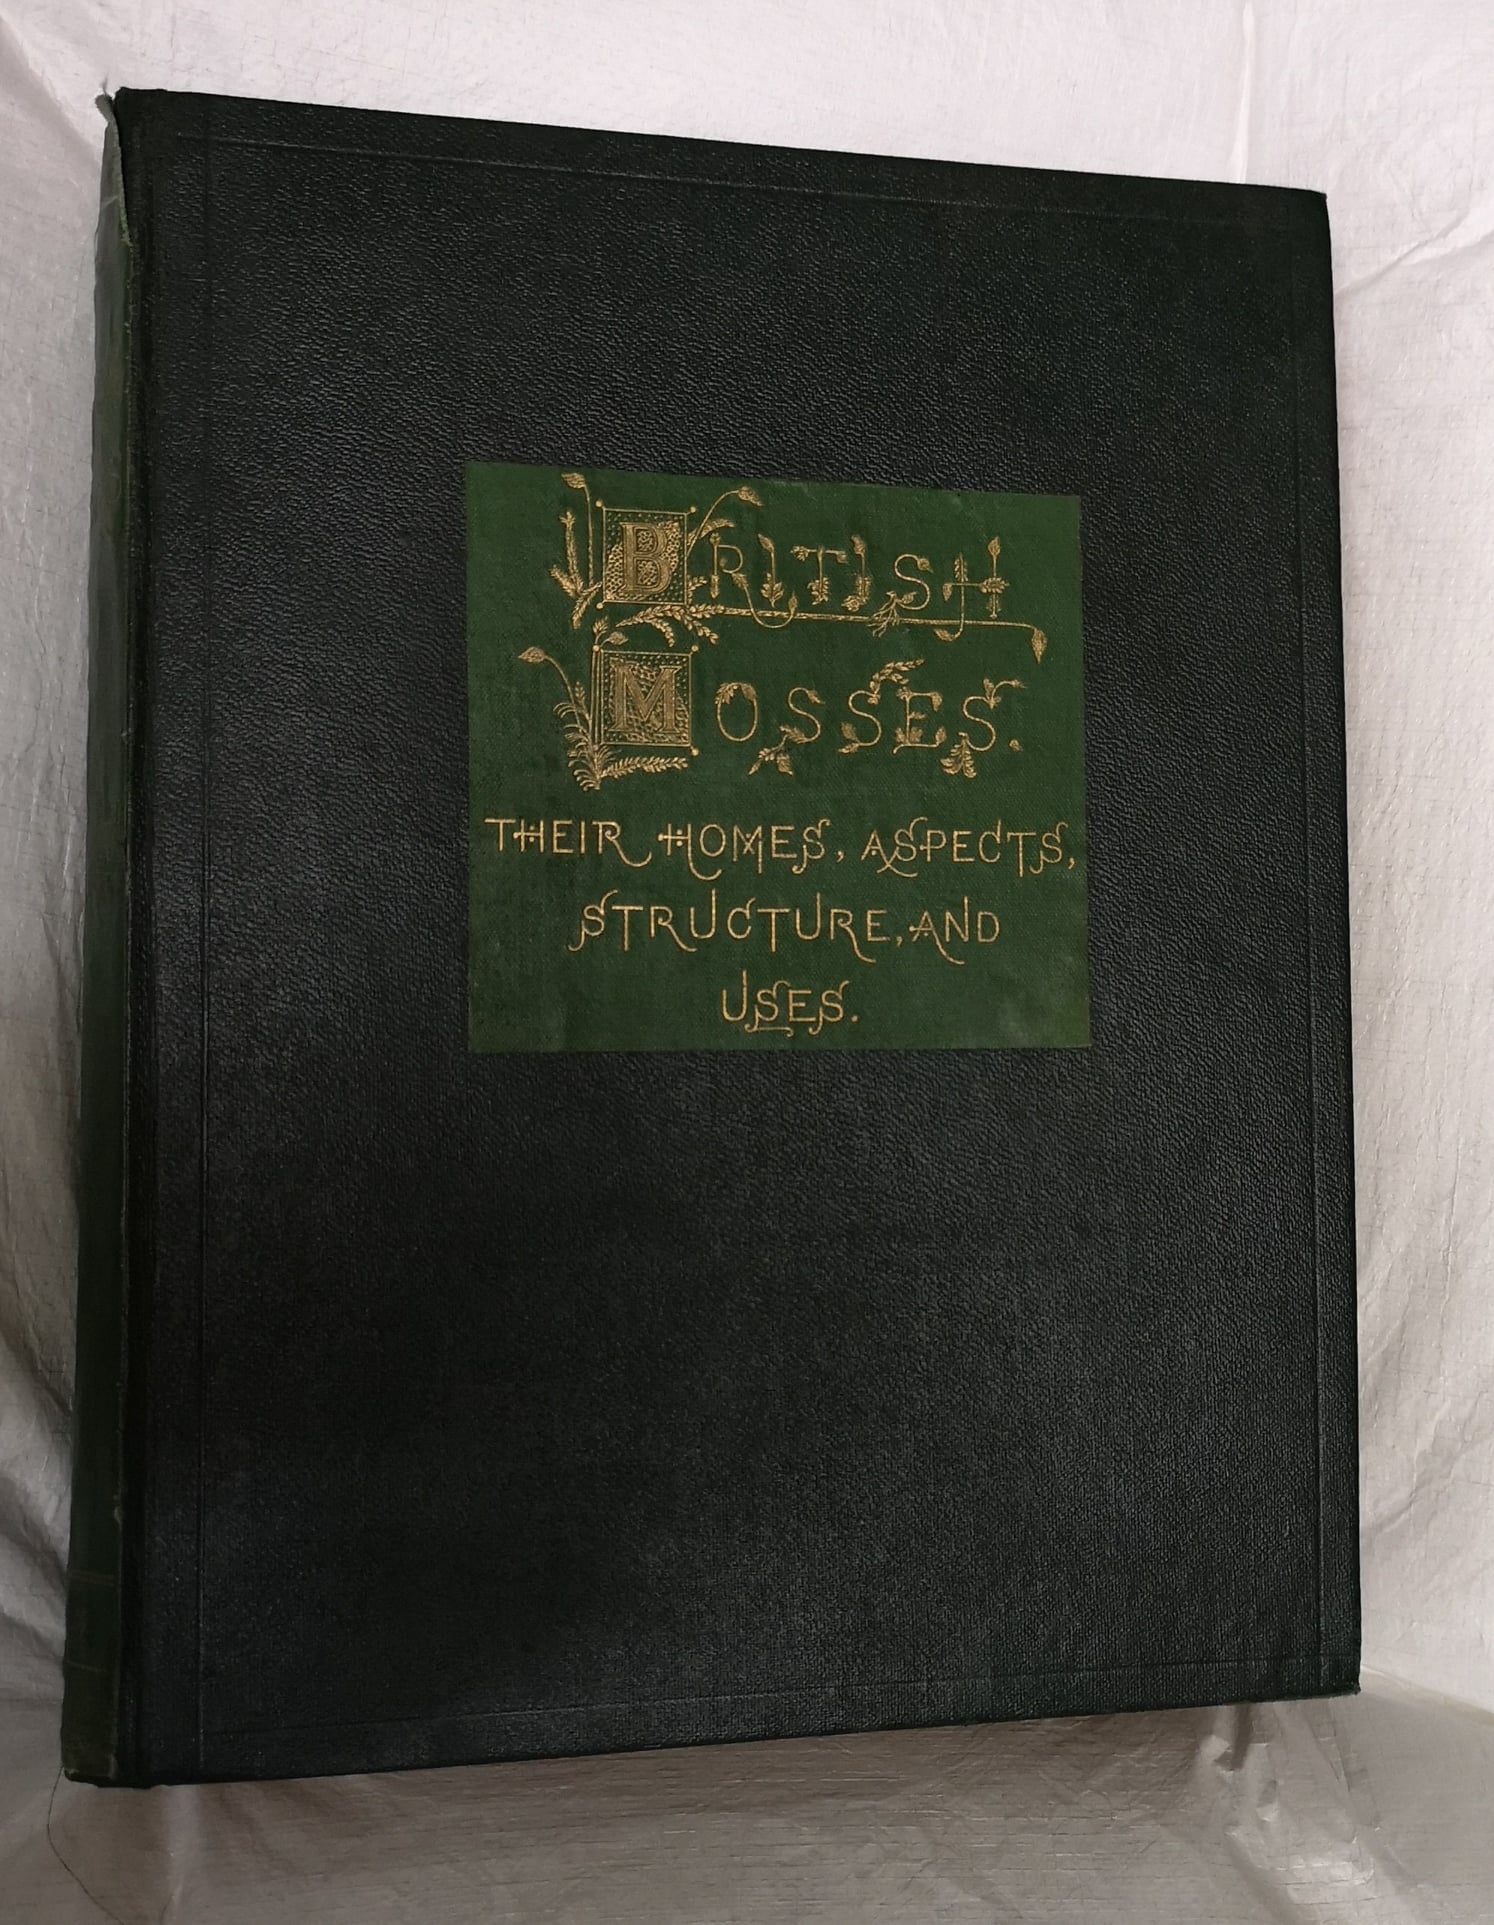 BRITISH
MOSSES.
THEIR HOMES, ASPECTS,
STRUCTURE, AND
USES.